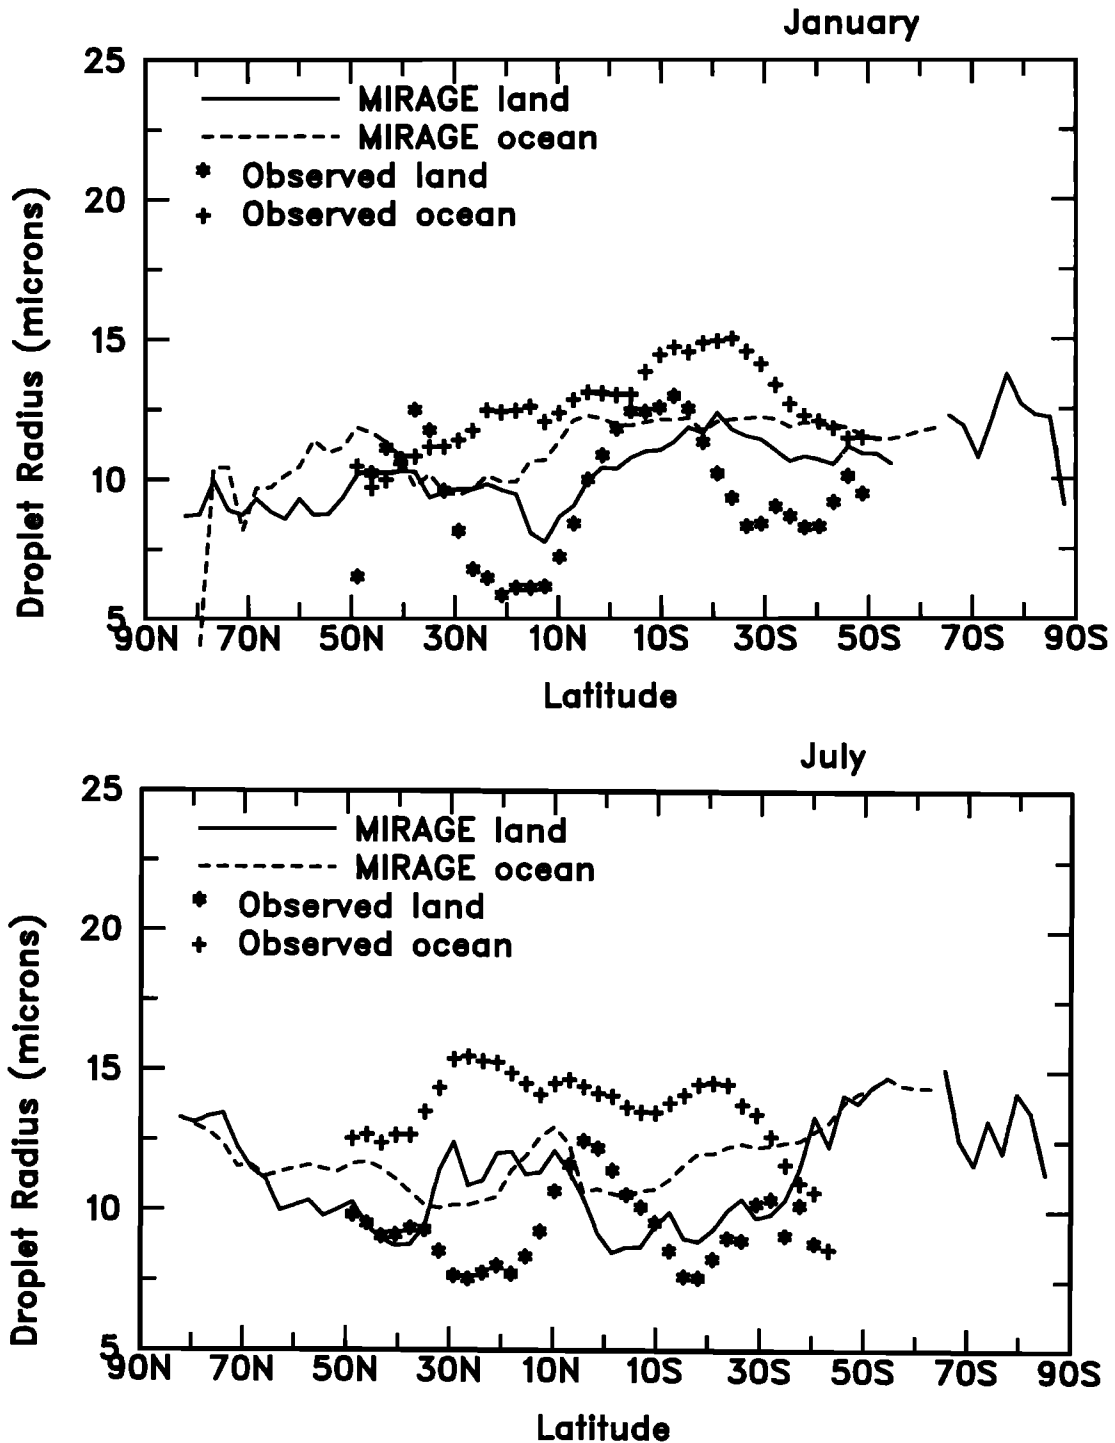 January
25
20
15
10
5
Droplet Radius (microns)
MIRAGE land
MIRAGE ocean
Observed land
Observed ocean
90N 70N 50N 30N 10N 10S 30S 50S 70S 90S
Latitude
July
25
20
15
10
5
Droplet Radius (microns)
MIRAGE land
MIRAGE ocean
Observed land
Observed ocean
90N 70N 50N 30N 10N 10S 30S 50S 70S 90S
Latitude